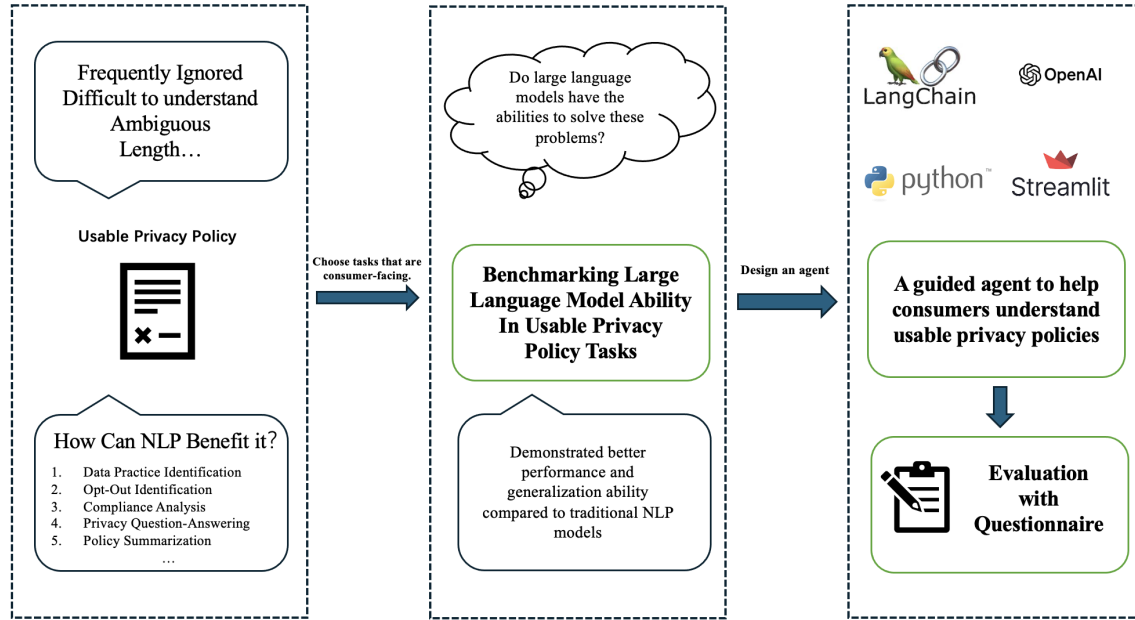 Frequently Ignored
Difficult to understand
Ambiguous
Length…
Usable Privacy Policy
How Can NLP Benefit it?
1. Data Practice Identification
2. Opt-Out Identification
3. Compliance Analysis
4. Privacy Question-Answering
5. Policy Summarization
…
Choose tasks that are
consumer-facing.
Do large language
models have the
abilities to solve these
problems?
Benchmarking Large
Language Model Ability
In Usable Privacy
Policy Tasks
Demonstrated better
performance and
generalization ability
compared to traditional NLP
models
Design an agent
LangChain
OpenAI
python™
Streamlit
A guided agent to help
consumers understand
usable privacy policies
Evaluation
with
Questionnaire